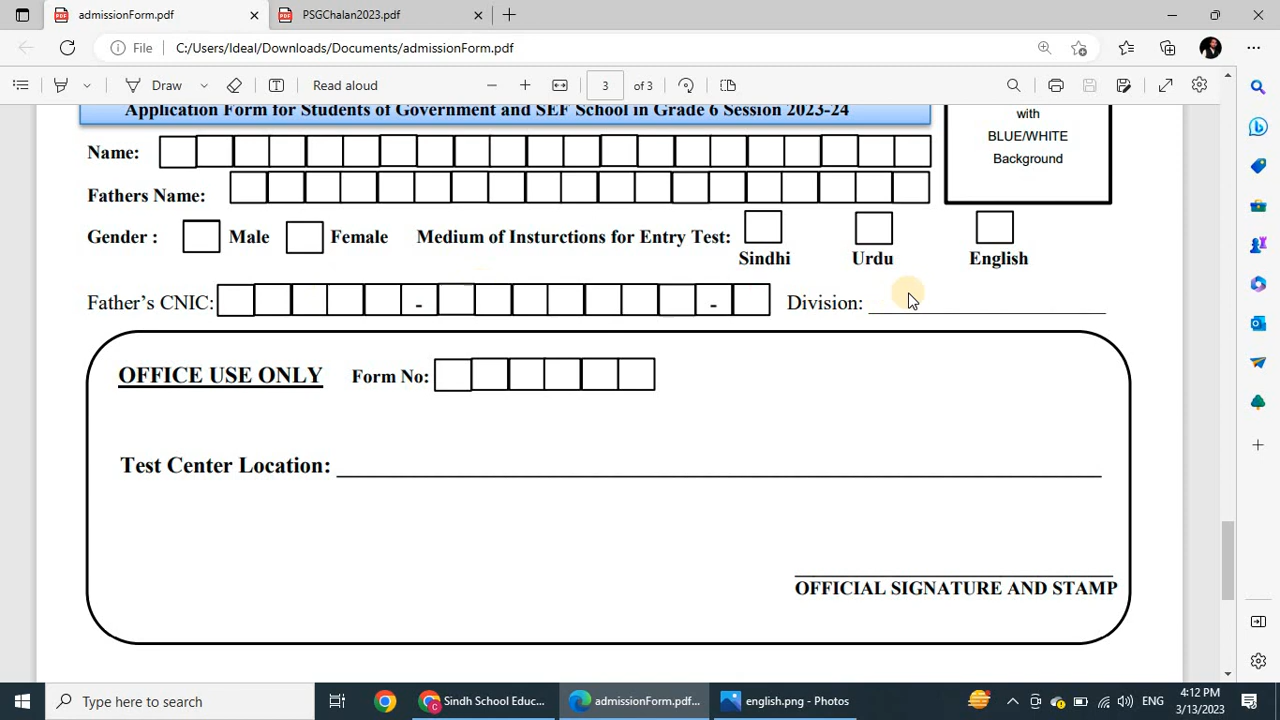 admissionForm.pdf
PSGChalan2023.pdf
File
C:/Users/Ideal/Downloads/Documents/admissionForm.pdf
Draw
Read aloud
3 of 3
Application Form for Students of Government and SEF School in Grade 6 Session 2023-24
with
BLUE/WHITE
Background
Name:
Fathers Name:
Gender : Male Female Medium of Insturctions for Entry Test:
Sindhi Urdu English
Father's CNIC: - - Division:
OFFICE USE ONLY Form No:
Test Center Location:
OFFICIAL SIGNATURE AND STAMP
Type here to search
Sindh School Educ...
admissionForm.pdf...
english.png - Photos
ENG
4:12 PM
3/13/2023